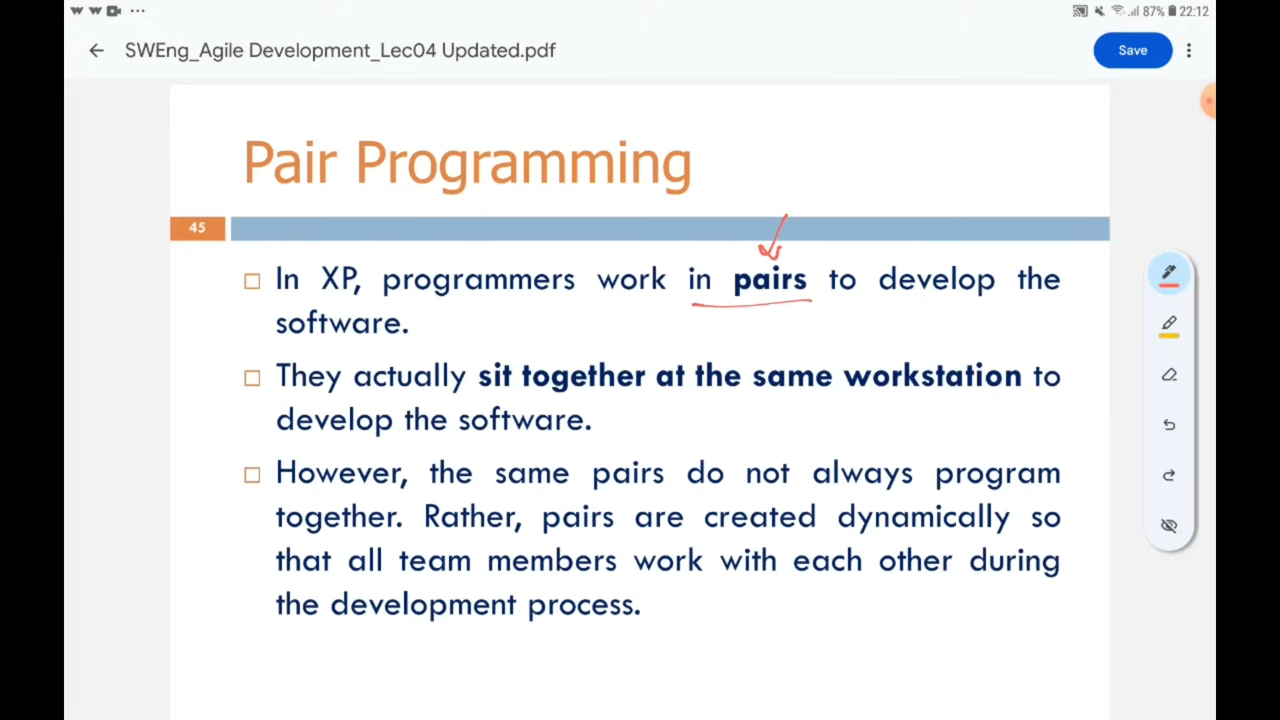 87% 22:12
SWEng_Agile Development_Lec04 Updated.pdf
Save
Pair Programming
45
In XP, programmers work in pairs to develop the
software.
They actually sit together at the same workstation to
develop the software.
However, the same pairs do not always program
together. Rather, pairs are created dynamically so
that all team members work with each other during
the development process.